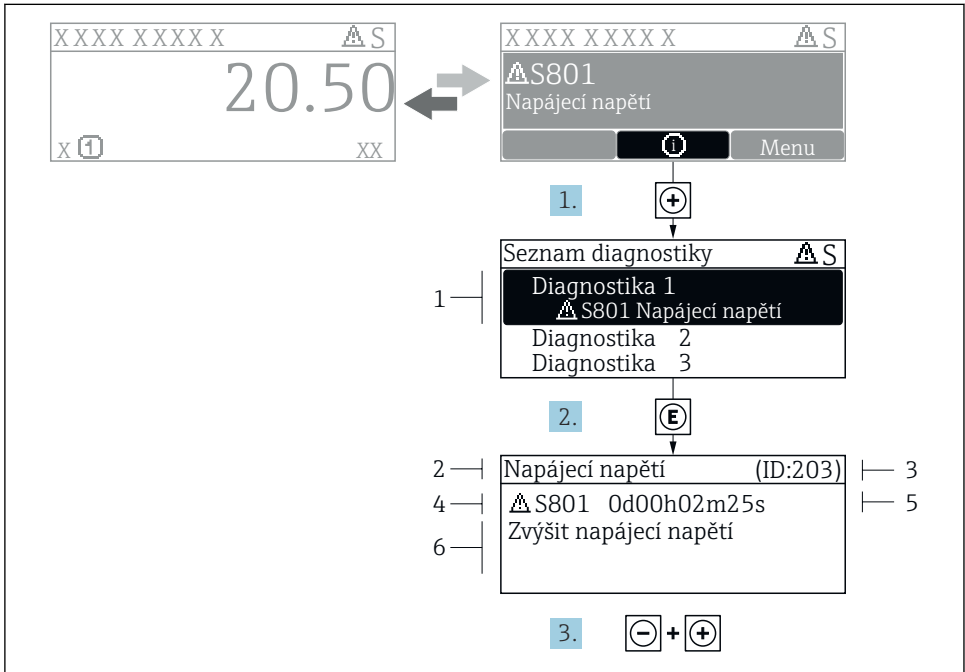 XXXX XXXX X ⚠S
20.50
X ① XX
XXXX XXXX X ⚠S
⚠S801
Napájecí napětí
ⓘ Menu
1. +
Seznam diagnostiky ⚠S
1
Diagnostika 1
⚠S801 Napájecí napětí
Diagnostika 2
Diagnostika 3
2. E
2 Napájecí napětí (ID:203) 3
4 ⚠S801 0d00h02m25s 5
6 Zvýšit napájecí napětí
3. − + +